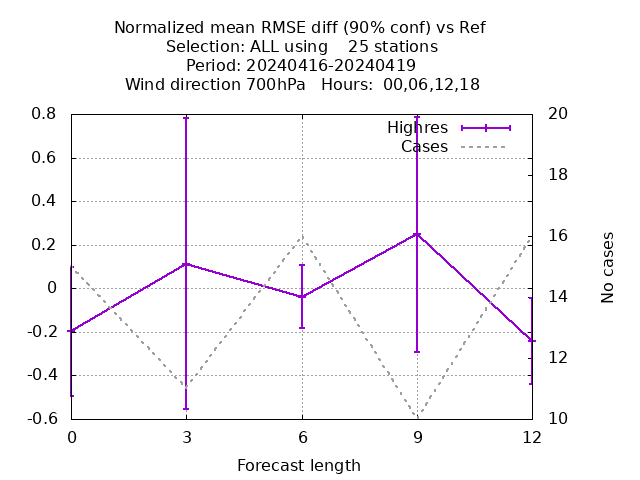 Normalized mean RMSE diff (90% conf) vs Ref
Selection: ALL using    25 stations
Period: 20240416-20240419
Wind direction 700hPa   Hours:  00,06,12,18
Highres
Cases
0.8
0.6
0.4
0.2
0
-0.2
-0.4
-0.6
20
18
16
14
12
10
No cases
0
3
6
9
12
Forecast length